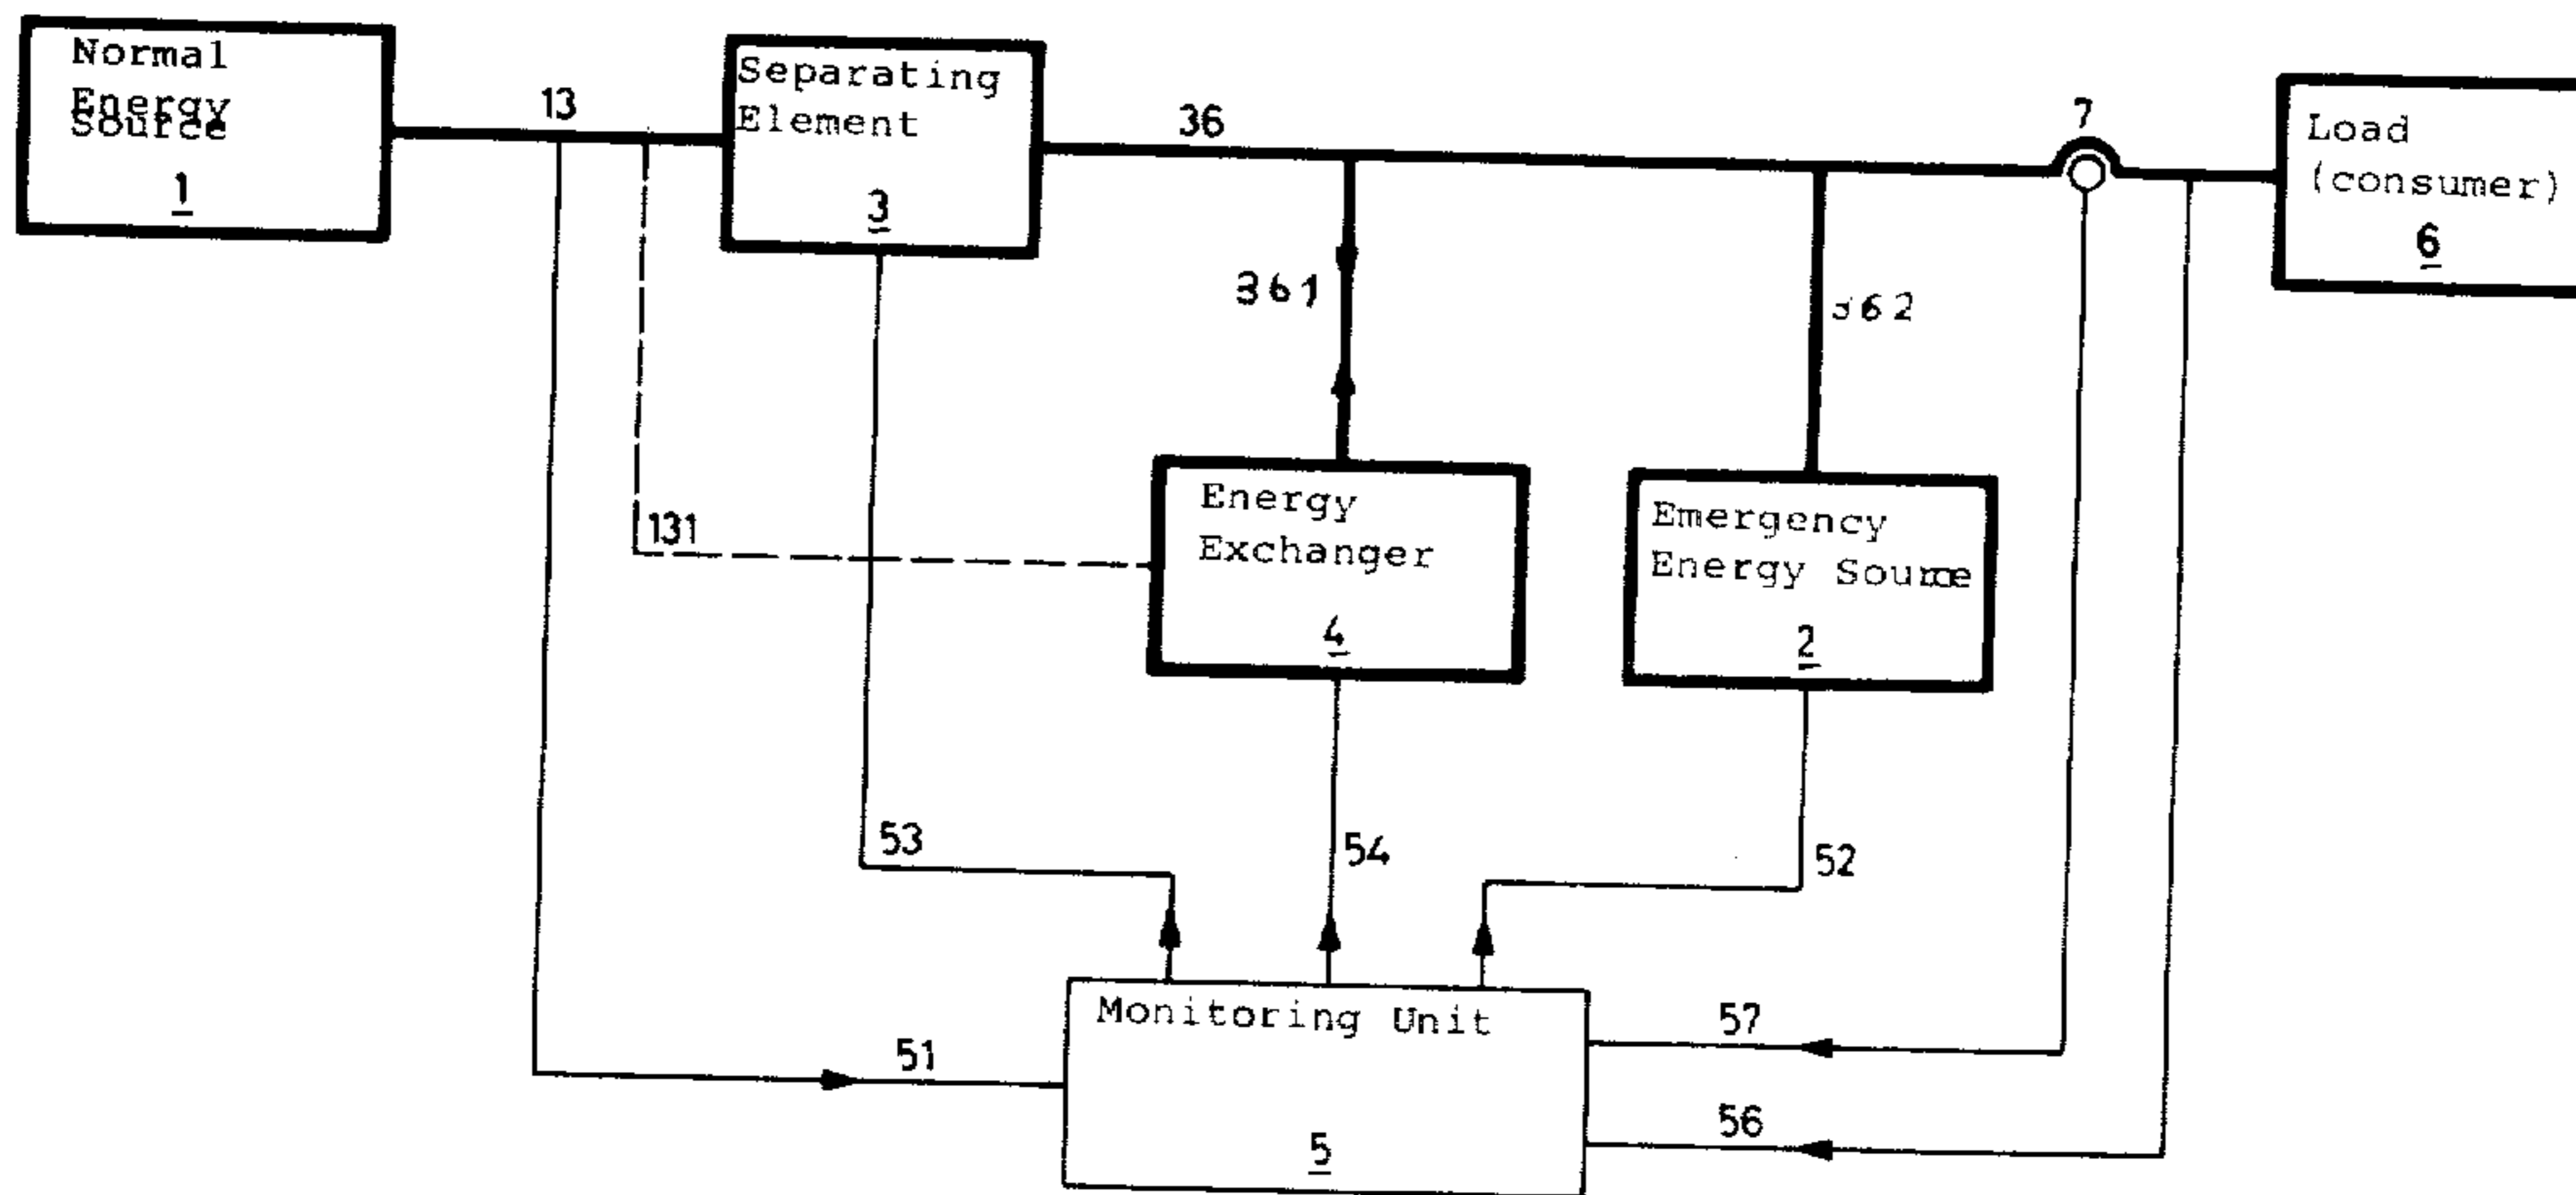 Normal
Energy
Source
1
13
Separating
Element
3
36
7
Load
(consumer)
6
361
362
131
Energy
Exchanger
4
Emergency
Energy Source
2
53
54
52
Monitoring Unit
5
51
57
56